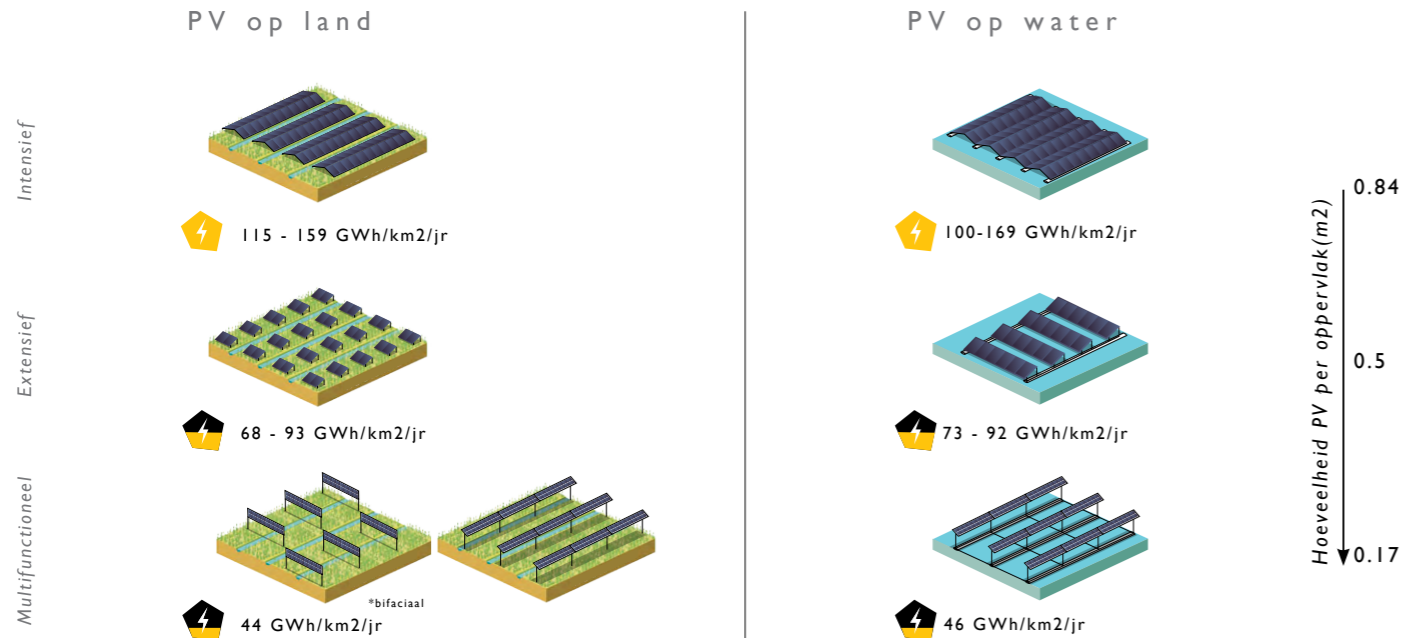 PV op land
PV op water
Intensief
115 - 159 GWh/km2/jr
100-169 GWh/km2/jr
Extensief
68 - 93 GWh/km2/jr
73 - 92 GWh/km2/jr
Multifunctioneel
*bifaciaal
44 GWh/km2/jr
46 GWh/km2/jr
Hoeveelheid PV per oppervlak(m2)
0.84
0.5
0.17